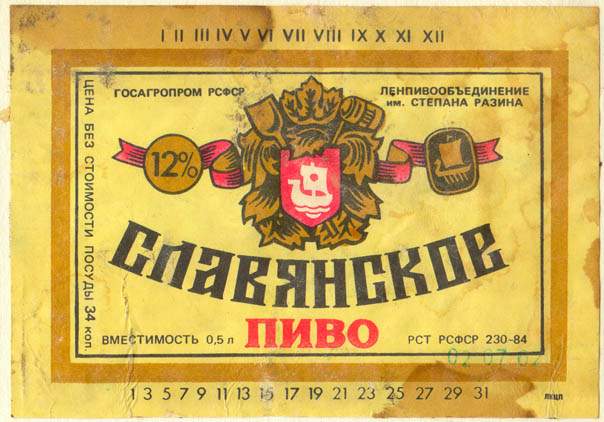 I II III IV V VI VII VIII IX X XI XII
ГОСАГРОПРОМ РСФСР
ЛЕНПИВООБЪЕДИНЕНИЕ
им. СТЕПАНА РАЗИНА
ЦЕНА БЕЗ СТОИМОСТИ ПОСУДЫ 34 коп.
12%
СЛАВЯНСКОЕ
ПИВО
ВМЕСТИМОСТЬ 0,5 л
РСТ РСФСР 230-84
1 3 5 7 9 11 13 15 17 19 21 23 25 27 29 31